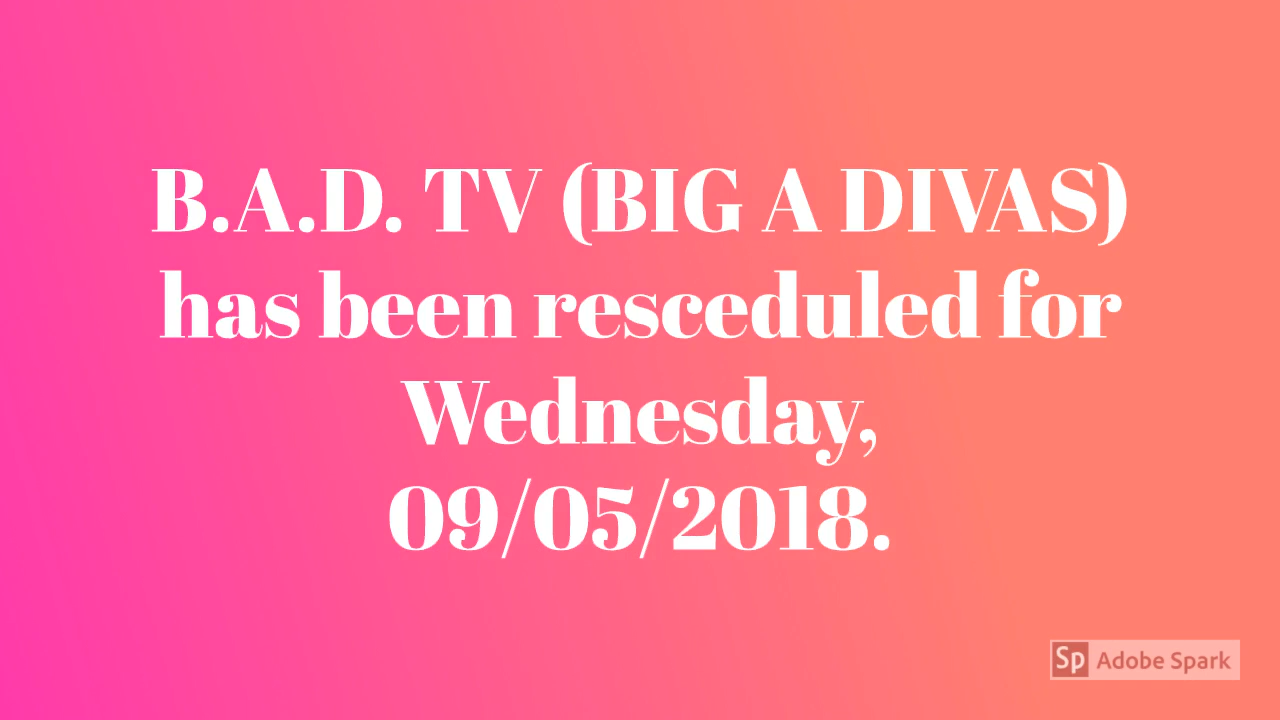 B.A.D. TV (BIG A DIVAS)
has been resceduled for
Wednesday,
09/05/2018.
Sp Adobe Spark